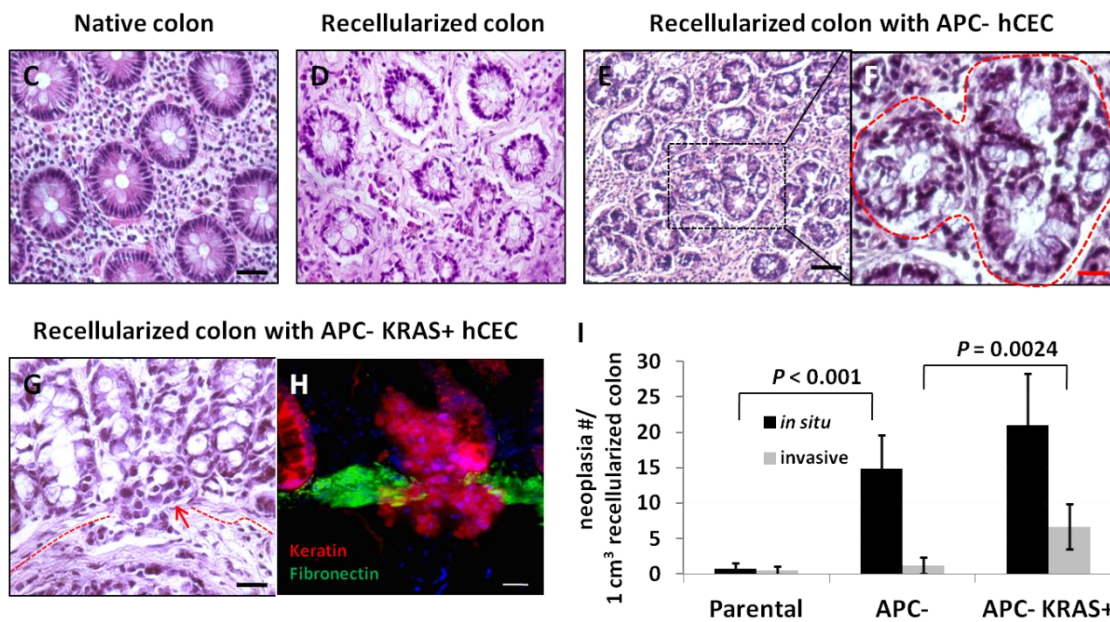 Native colon
Recellularized colon
Recellularized colon with APC- hCEC
C
D
E
F
Recellularized colon with APC- KRAS+ hCEC
G
H
Keratin
Fibronectin
I
neoplasia #/
1 cm³ recellularized colon
30
25
20
15
10
5
0
P < 0.001
P = 0.0024
in situ
invasive
Parental
APC-
APC- KRAS+